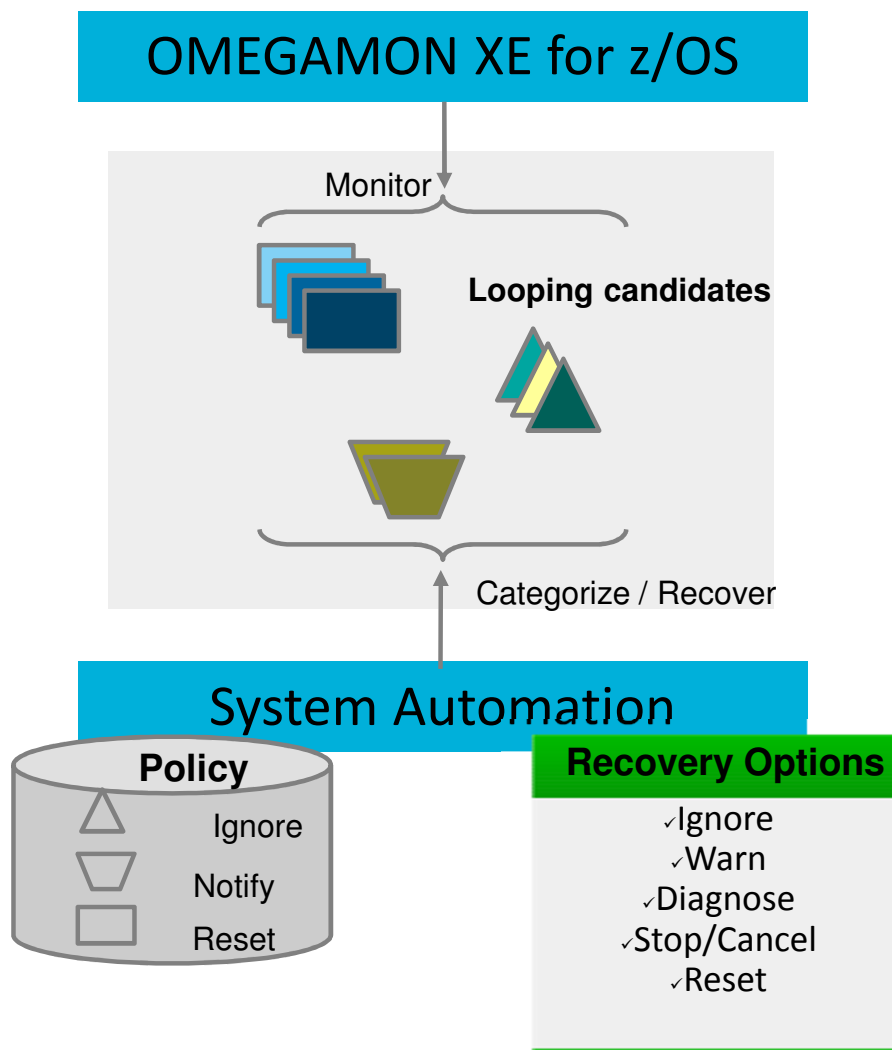 OMEGAMON XE for z/OS
Monitor
Looping candidates
Categorize / Recover
System Automation
Policy
Ignore
Notify
Reset
Recovery Options
✓Ignore
✓Warn
✓Diagnose
✓Stop/Cancel
✓Reset